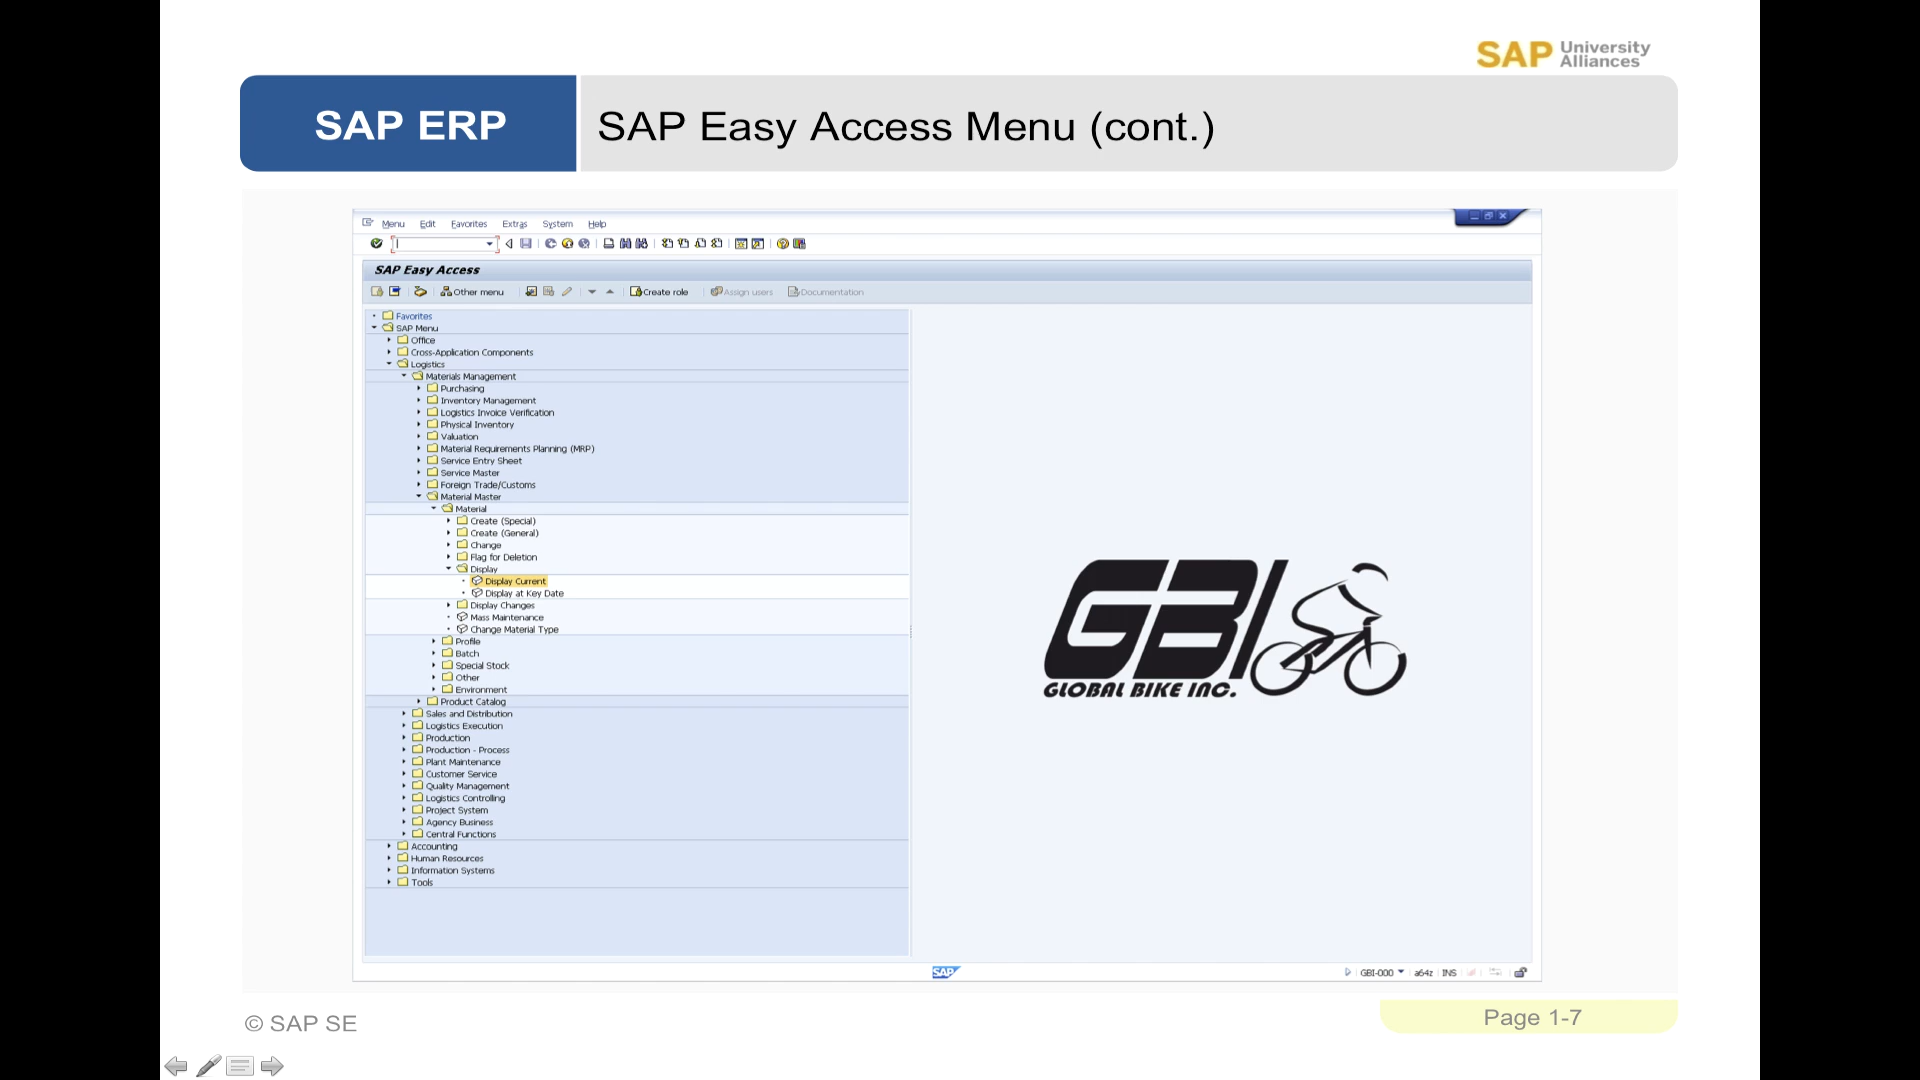 SAP University Alliances
SAP ERP
SAP Easy Access Menu (cont.)
Menu Edit Favorites Extras System Help
SAP Easy Access
Other menu Create role Assign users Documentation
Favorites
SAP Menu
Office
Cross-Application Components
Logistics
Materials Management
Purchasing
Inventory Management
Logistics Invoice Verification
Physical Inventory
Valuation
Material Requirements Planning (MRP)
Service Entry Sheet
Service Master
Foreign Trade/Customs
Material Master
Material
Create (Special)
Create (General)
Change
Flag for Deletion
Display
Display Current
Display at Key Date
Display Changes
Mass Maintenance
Change Material Type
Profile
Batch
Special Stock
Other
Environment
Product Catalog
Sales and Distribution
Logistics Execution
Production
Production - Process
Plant Maintenance
Customer Service
Quality Management
Logistics Controlling
Project System
Agency Business
Central Functions
Accounting
Human Resources
Information Systems
Tools
GBI
GLOBAL BIKE INC.
SAP
GBI-000 a64z INS
© SAP SE
Page 1-7